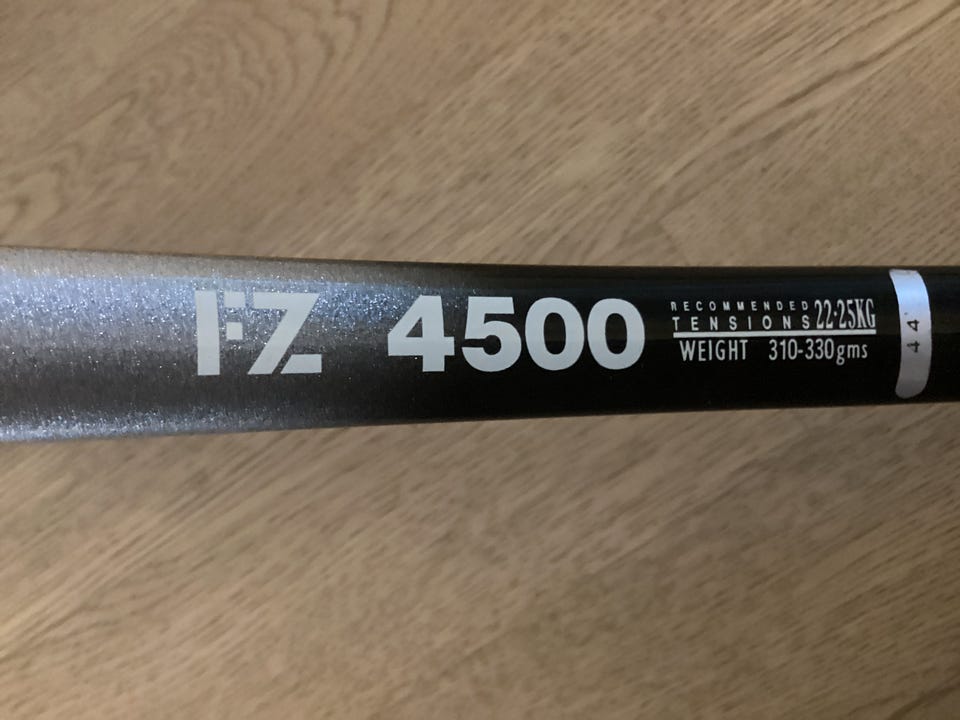 FZ 4500
RECOMMENDED
TENSIONS 22-25KG
WEIGHT 310-330gms
44